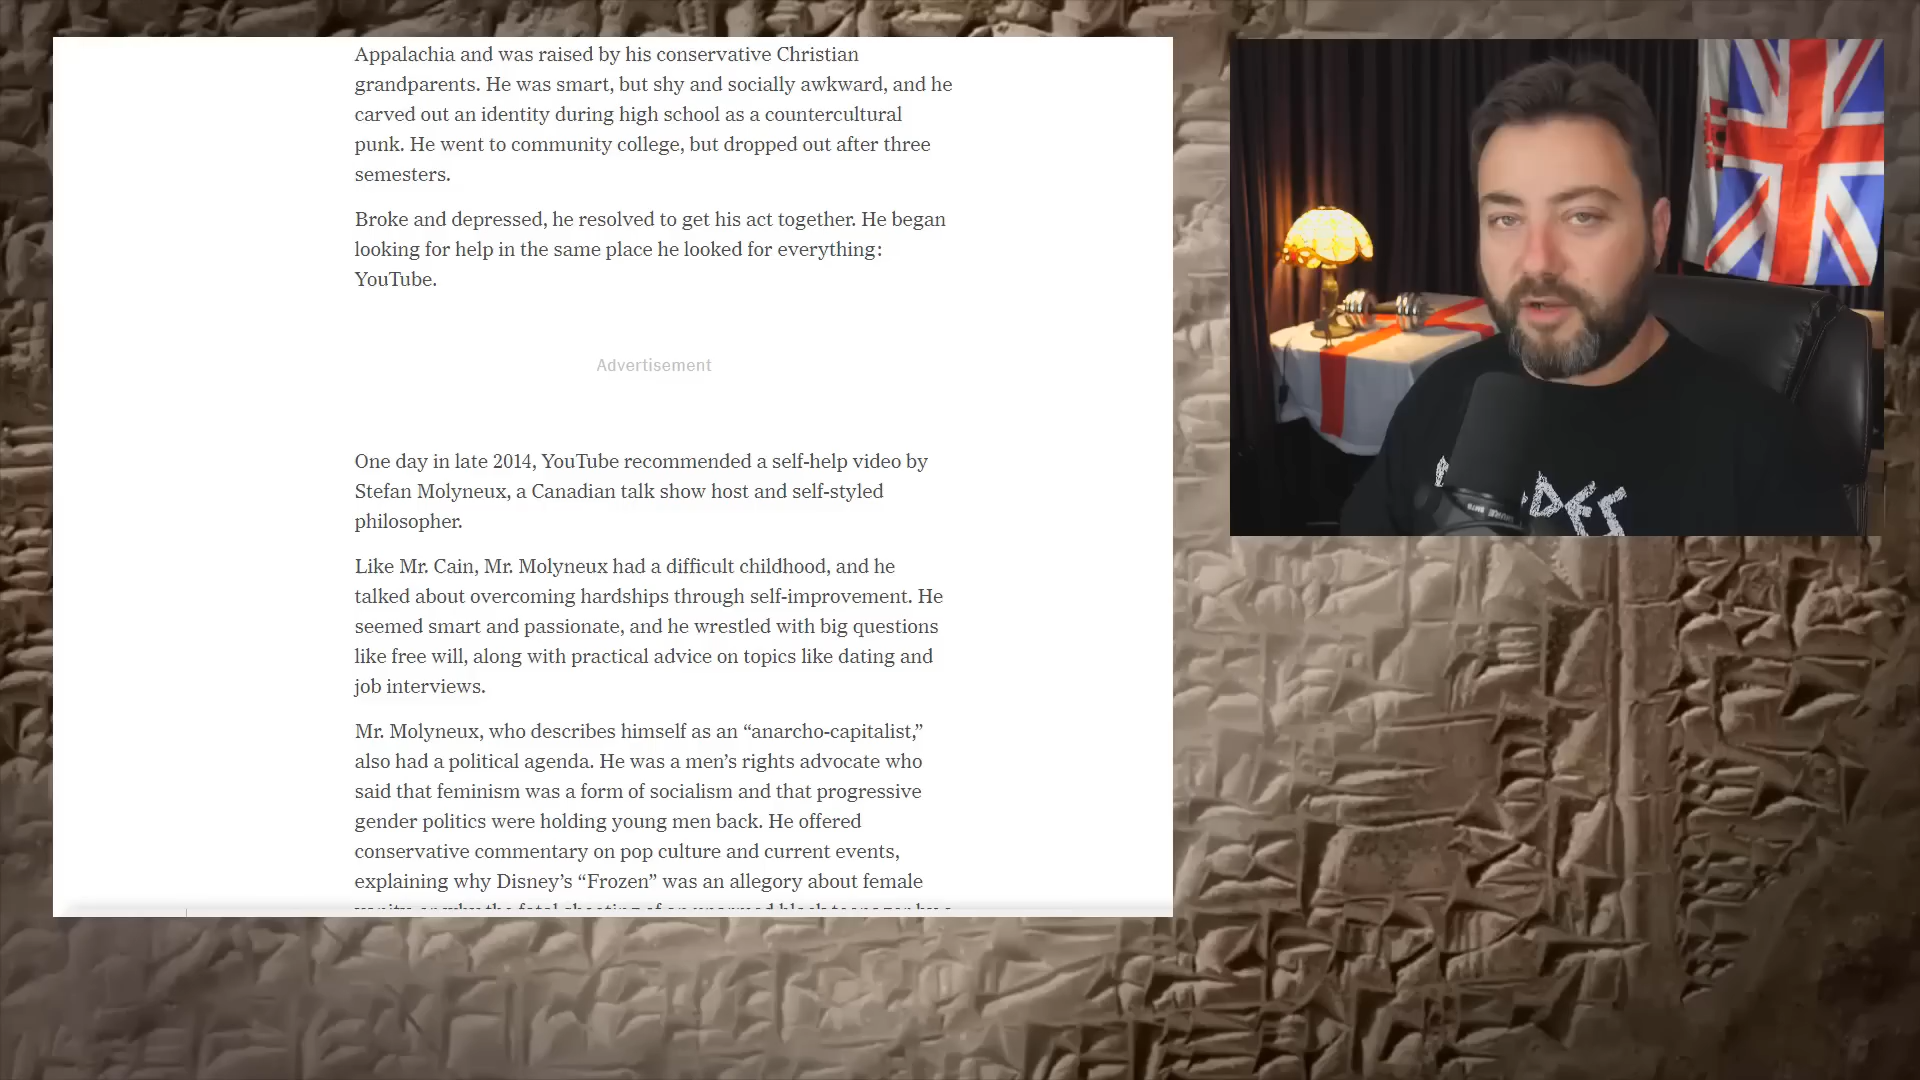 Appalachia and was raised by his conservative Christian
grandparents. He was smart, but shy and socially awkward, and he
carved out an identity during high school as a countercultural
punk. He went to community college, but dropped out after three
semesters.
Broke and depressed, he resolved to get his act together. He began
looking for help in the same place he looked for everything:
YouTube.
Advertisement
One day in late 2014, YouTube recommended a self-help video by
Stefan Molyneux, a Canadian talk show host and self-styled
philosopher.
Like Mr. Cain, Mr. Molyneux had a difficult childhood, and he
talked about overcoming hardships through self-improvement. He
seemed smart and passionate, and he wrestled with big questions
like free will, along with practical advice on topics like dating and
job interviews.
Mr. Molyneux, who describes himself as an “anarcho-capitalist,”
also had a political agenda. He was a men’s rights advocate who
said that feminism was a form of socialism and that progressive
gender politics were holding young men back. He offered
conservative commentary on pop culture and current events,
explaining why Disney’s “Frozen” was an allegory about female